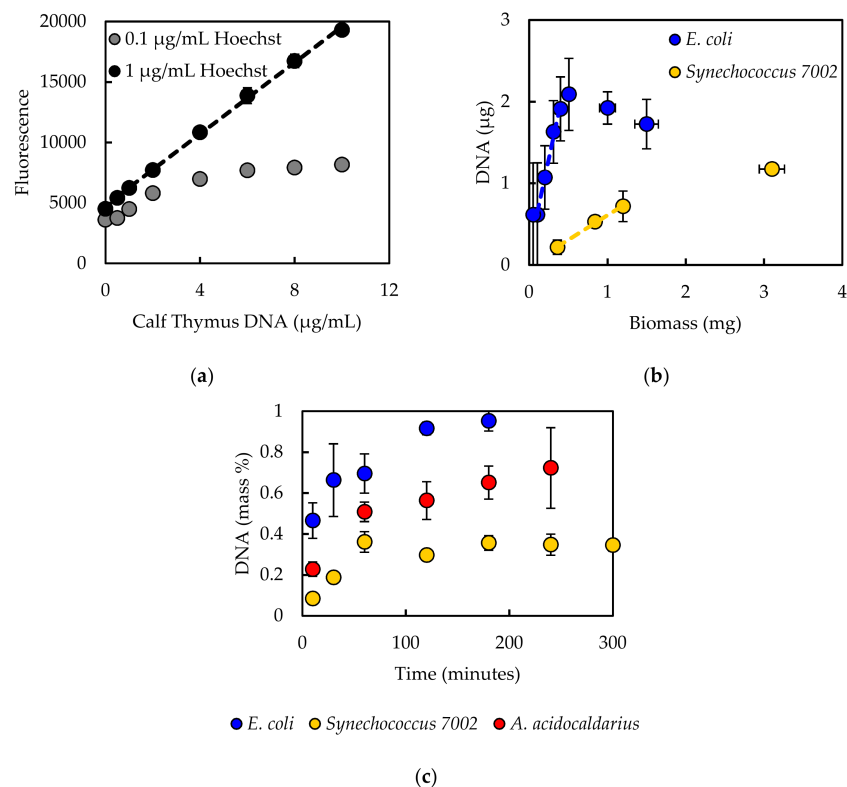 20000
15000
10000
5000
0
Fluorescence
0.1 µg/mL Hoechst
1 µg/mL Hoechst
0 4 8 12
Calf Thymus DNA (µg/mL)
(a)
3
2
1
0
DNA (µg)
E. coli
Synechococcus 7002
0 1 2 3 4
Biomass (mg)
(b)
1
0.8
0.6
0.4
0.2
0
DNA (mass %)
0 100 200 300
Time (minutes)
E. coli Synechococcus 7002 A. acidocaldarius
(c)